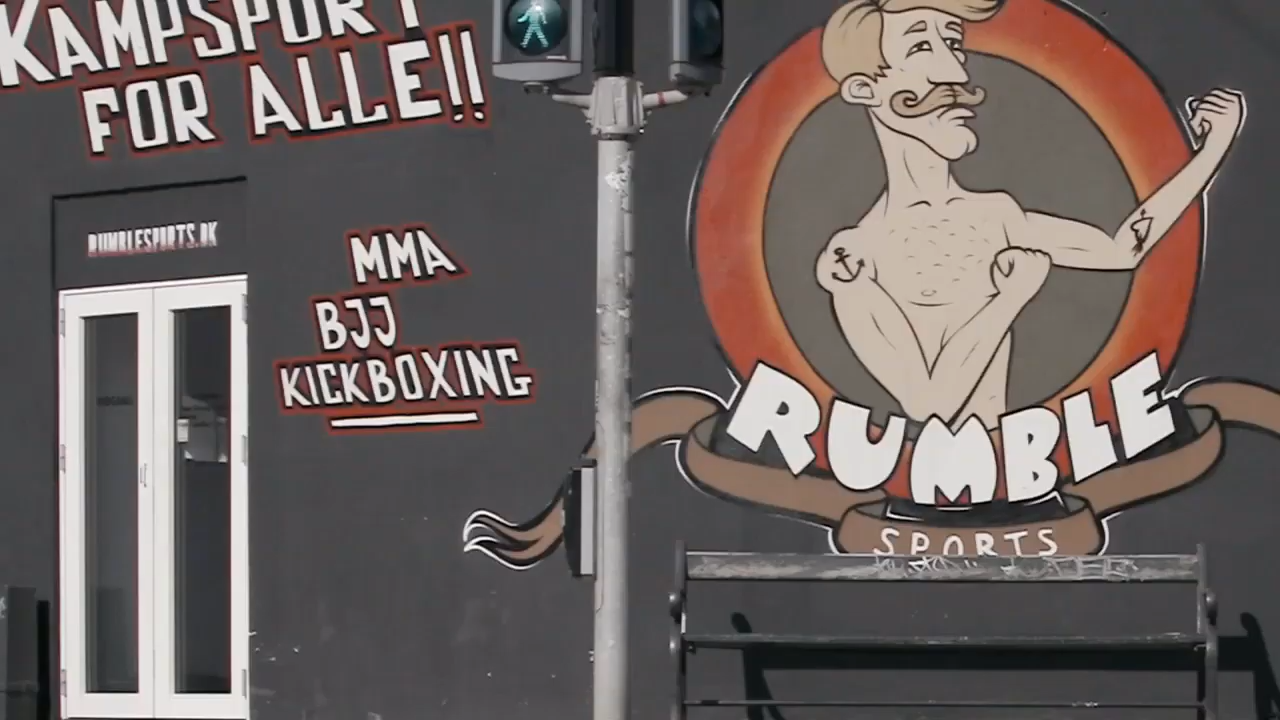 KAMPSPORT
FOR ALLE!!
RUMBLESPORTS.DK
MMA
BJJ
KICKBOXING
RUMBLE
SPORTS